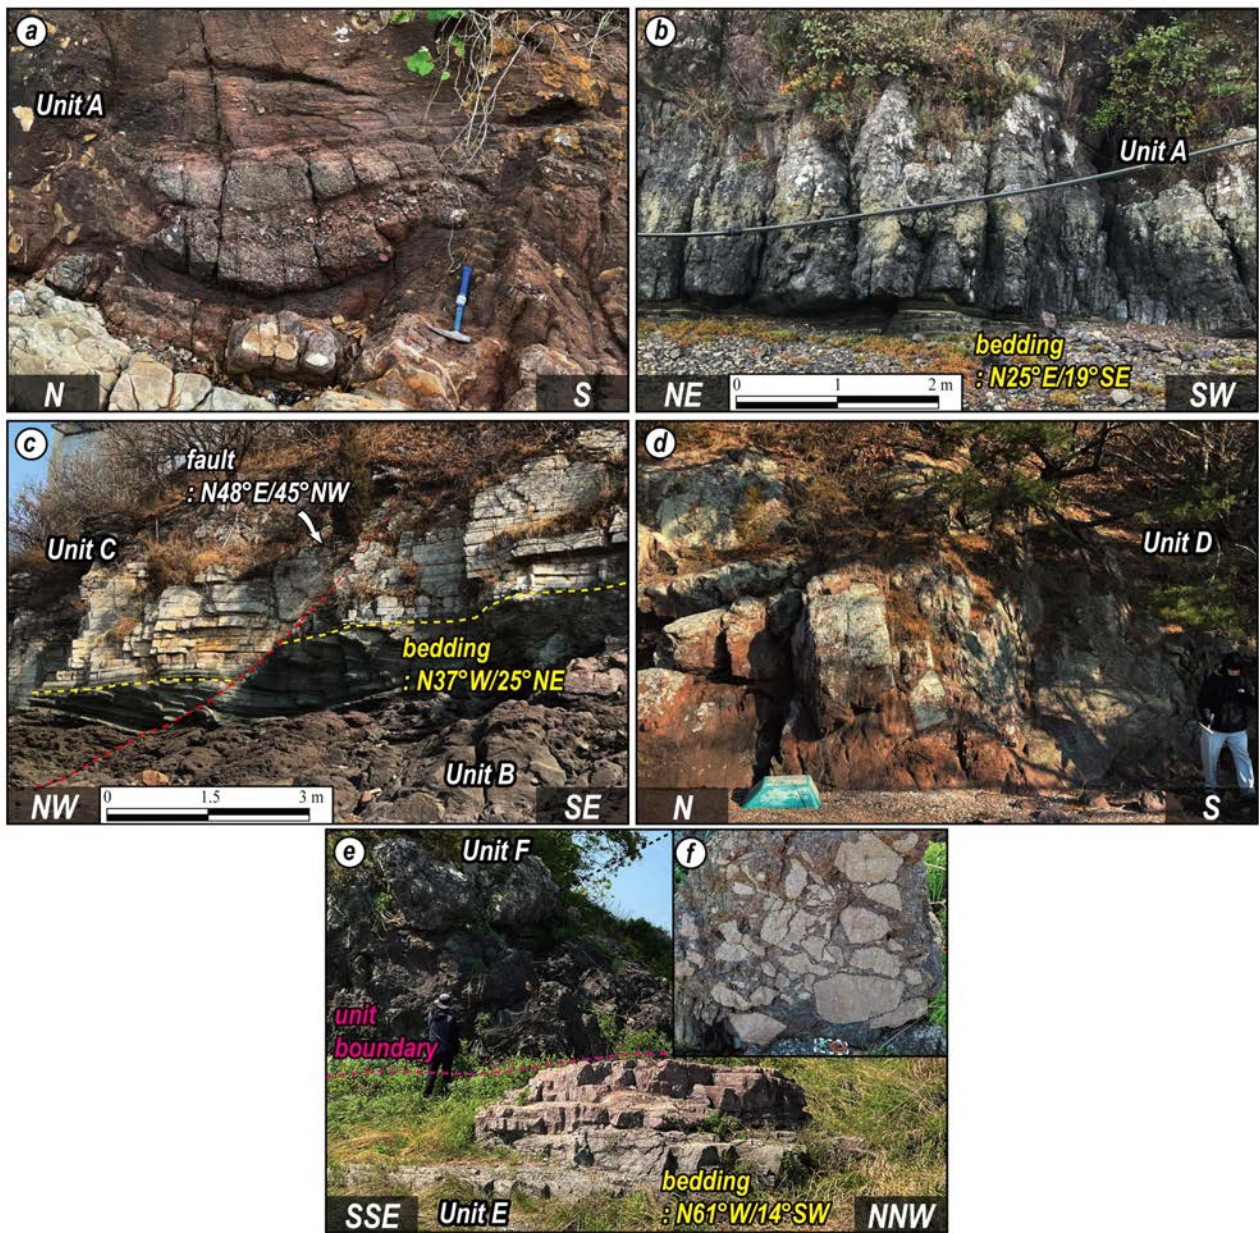 a
Unit A
N
S
b
Unit A
bedding
: N25°E/19°SE
NE
0 1 2 m
SW
c
fault
: N48°E/45°NW
Unit C
bedding
: N37°W/25°NE
Unit B
NW
0 1.5 3 m
SE
d
Unit D
N
S
e
Unit F
f
unit
boundary
bedding
: N61°W/14°SW
SSE
Unit E
NNW